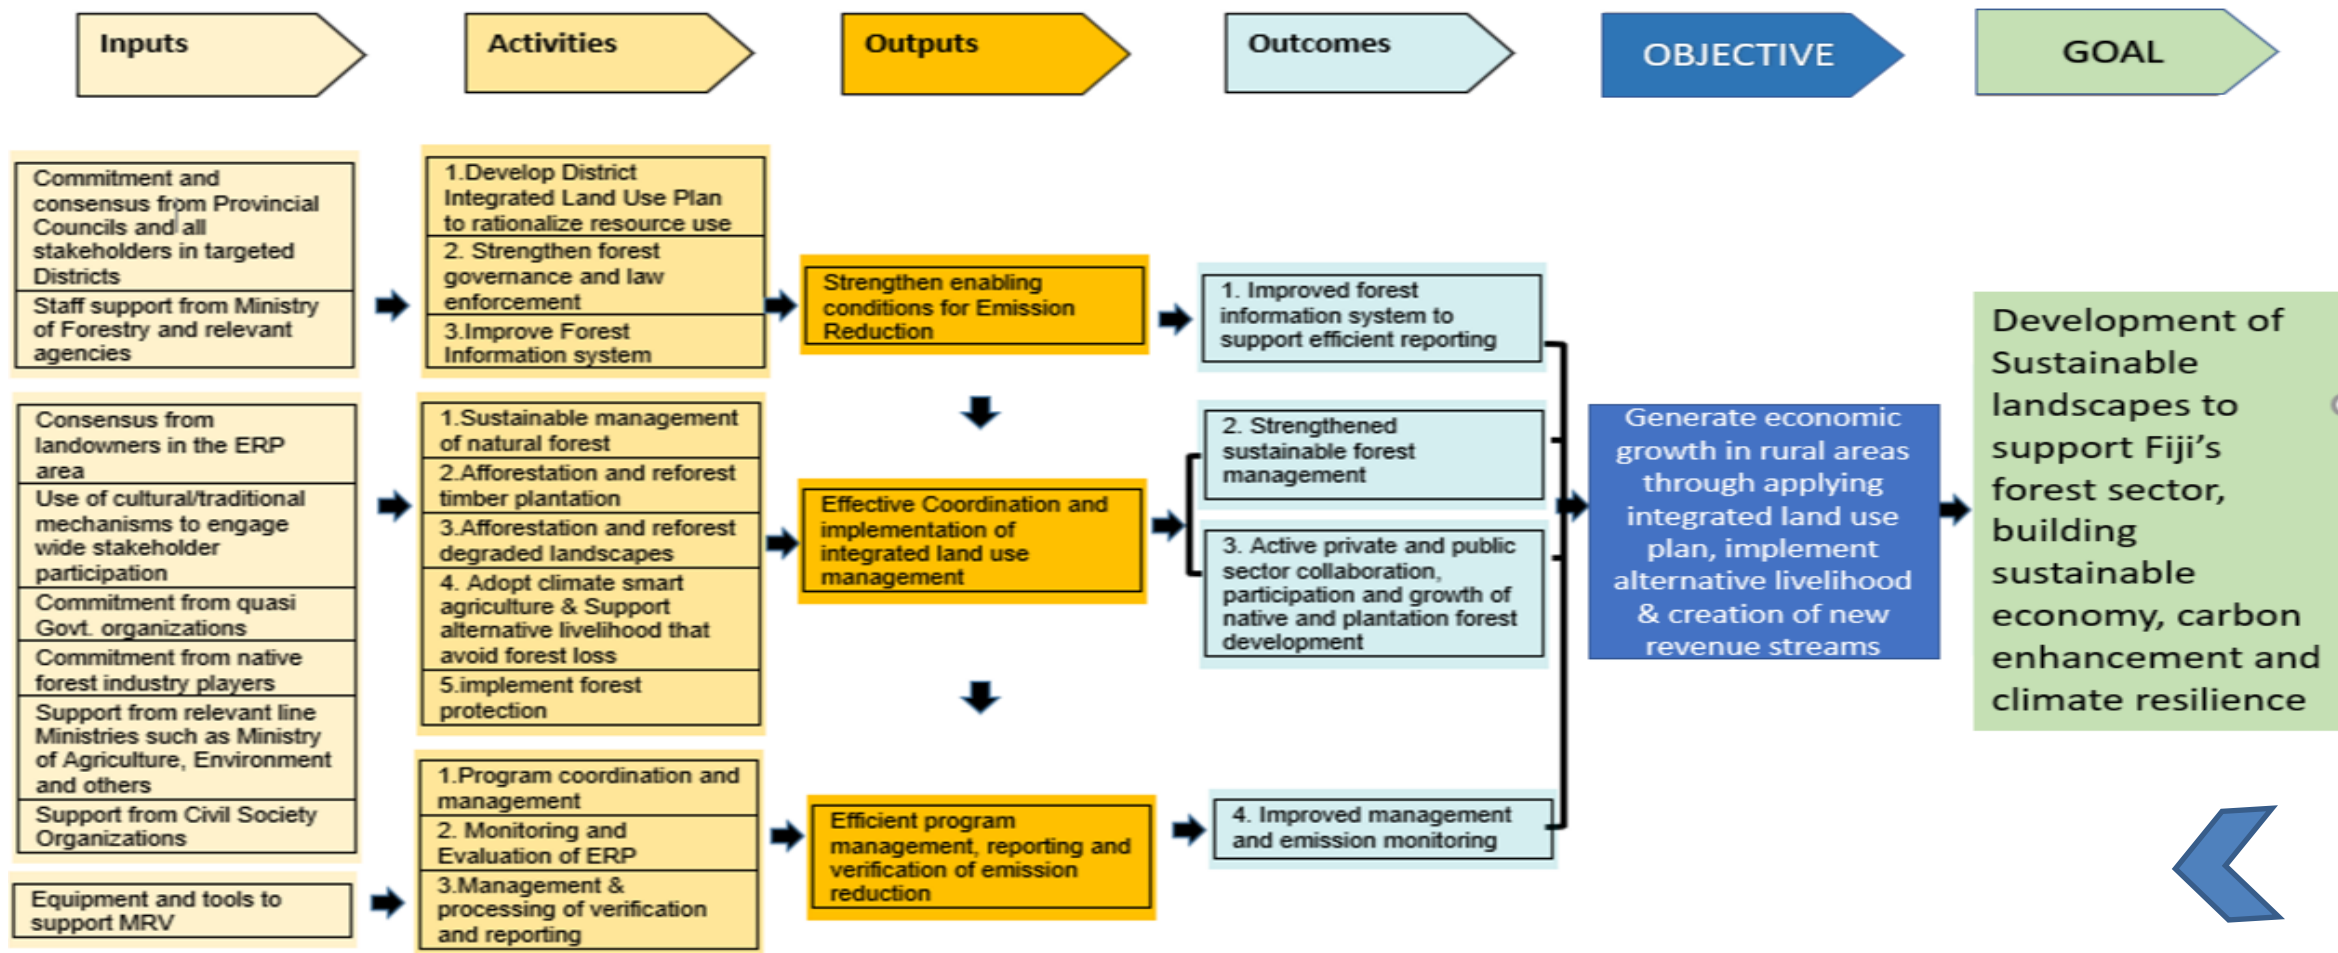 Inputs
Activities
Outputs
Outcomes
OBJECTIVE
GOAL
Commitment and
consensus from Provincial
Councils and all
stakeholders in targeted
Districts
Staff support from Ministry
of Forestry and relevant
agencies
Consensus from
landowners in the ERP
area
Use of cultural/traditional
mechanisms to engage
wide stakeholder
participation
Commitment from quasi
Govt. organizations
Commitment from native
forest industry players
Support from relevant line
Ministries such as Ministry
of Agriculture, Environment
and others
Support from Civil Society
Organizations
Equipment and tools to
support MRV
1.Develop District
Integrated Land Use Plan
to rationalize resource use
2. Strengthen forest
governance and law
enforcement
3.Improve Forest
Information system
1.Sustainable management
of natural forest
2.Afforestation and reforest
timber plantation
3.Afforestation and reforest
degraded landscapes
4. Adopt climate smart
agriculture & Support
alternative livelihood that
avoid forest loss
5.implement forest
protection
1.Program coordination and
management
2. Monitoring and
Evaluation of ERP
3.Management &
processing of verification
and reporting
Strengthen enabling
conditions for Emission
Reduction
Effective Coordination and
implementation of
integrated land use
management
Efficient program
management, reporting and
verification of emission
reduction
1. Improved forest
information system to
support efficient reporting
2. Strengthened
sustainable forest
management
3. Active private and public
sector collaboration,
participation and growth of
native and plantation forest
development
4. Improved management
and emission monitoring
Generate economic
growth in rural areas
through applying
integrated land use
plan, implement
alternative livelihood
& creation of new
revenue streams
Development of
Sustainable
landscapes to
support Fiji's
forest sector,
building
sustainable
economy, carbon
enhancement and
climate resilience